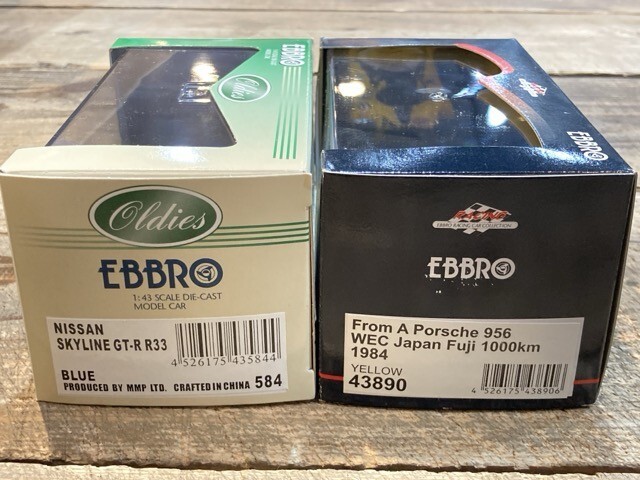 EBBRO
Oldies
Oldies
EBBRO
1:43 SCALE DIE-CAST
MODEL CAR
NISSAN
SKYLINE GT-R R33
4 526175 435844
BLUE
PRODUCED BY MMP LTD. CRAFTED IN CHINA 584
EBBRO
RACING
EBBRO RACING CAR COLLECTION
EBBRO
From A Porsche 956
WEC Japan Fuji 1000km
1984
YELLOW
43890
4 526175 438906